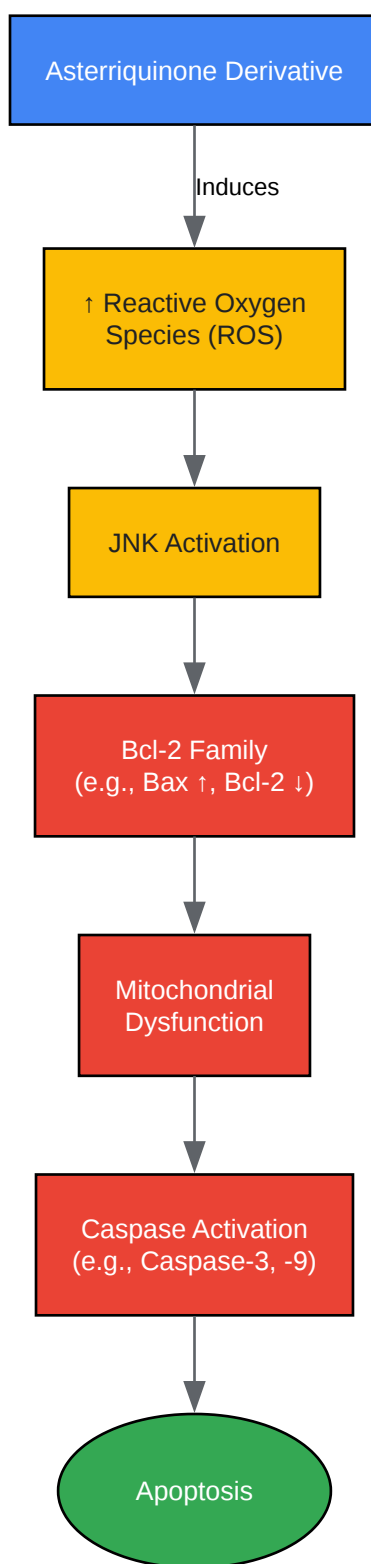 Asterriquinone Derivative
Induces
↑ Reactive Oxygen
Species (ROS)
JNK Activation
Bcl-2 Family
(e.g., Bax ↑, Bcl-2 ↓)
Mitochondrial
Dysfunction
Caspase Activation
(e.g., Caspase-3, -9)
Apoptosis